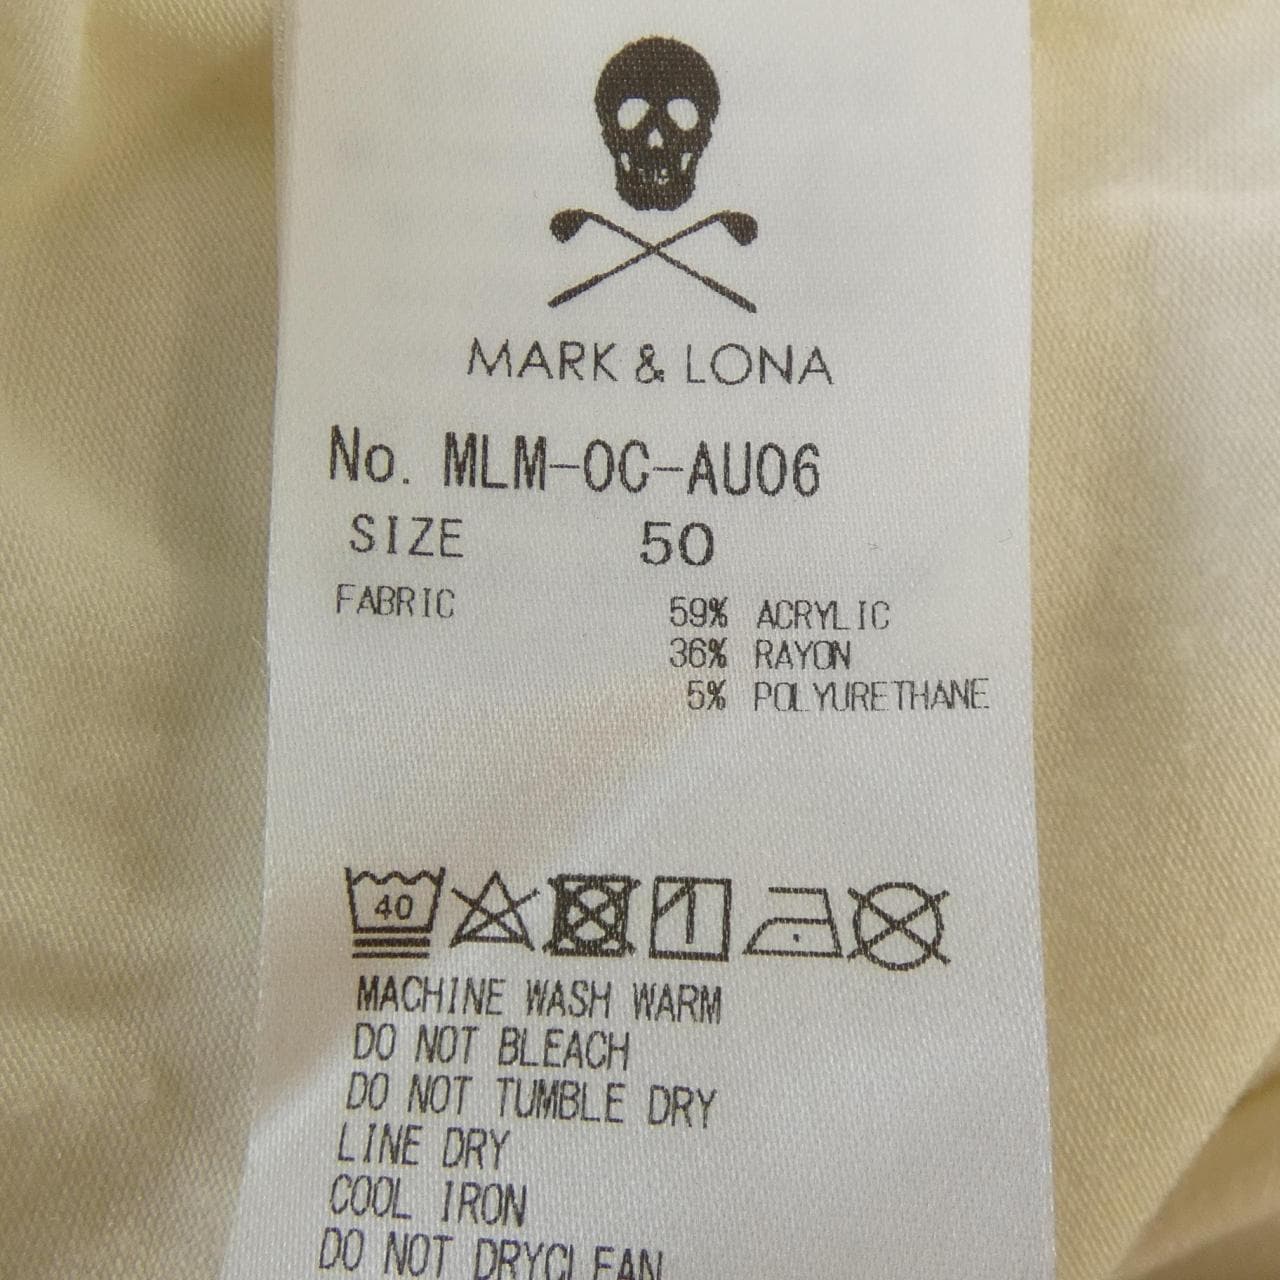 MARK & LONA
No. MLM-OC-AU06
SIZE 50
FABRIC 59% ACRYLIC
36% RAYON
5% POLYURETHANE
40
MACHINE WASH WARM
DO NOT BLEACH
DO NOT TUMBLE DRY
LINE DRY
COOL IRON
DO NOT DRYCLEAN